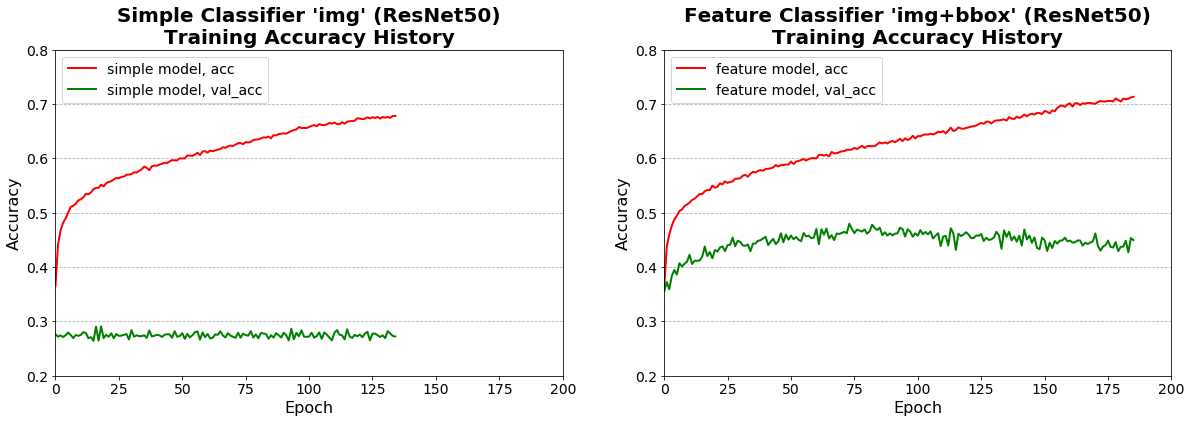 Simple Classifier 'img' (ResNet50)
Training Accuracy History
0.8
0.7
0.6
0.5
0.4
0.3
0.2
Accuracy
simple model, acc
simple model, val_acc
0
25
50
75
100
125
150
175
200
Epoch
Feature Classifier 'img+bbox' (ResNet50)
Training Accuracy History
0.8
0.7
0.6
0.5
0.4
0.3
0.2
Accuracy
feature model, acc
feature model, val_acc
0
25
50
75
100
125
150
175
200
Epoch